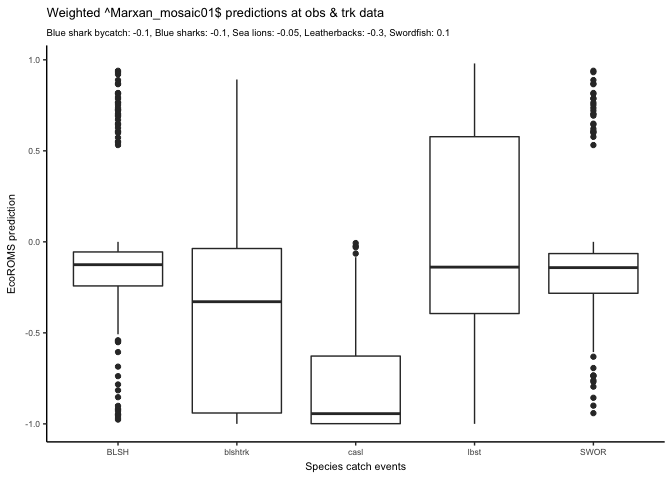 Weighted ^Marxan_mosaic01$ predictions at obs & trk data
Blue shark bycatch: -0.1, Blue sharks: -0.1, Sea lions: -0.05, Leatherbacks: -0.3, Swordfish: 0.1
EcoROMS prediction
1.0
0.5
0.0
-0.5
-1.0
BLSH blshtrk casl lbst SWOR
Species catch events